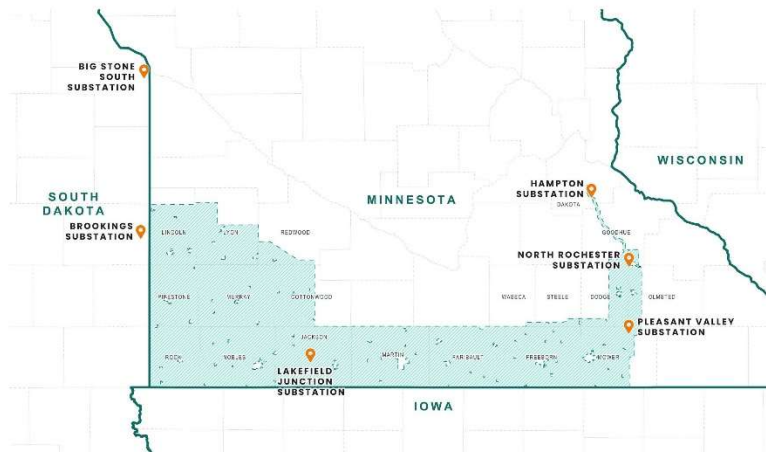 BIG STONE
SOUTH
SUBSTATION
WISCONSIN
HAMPTON
SUBSTATION
SOUTH
DAKOTA
MINNESOTA
DAKOTA
BROOKINGS
SUBSTATION
LINCOLN
LYON
REDWOOD
GOODHUE
NORTH ROCHESTER
SUBSTATION
PIPESTONE
MURRAY
COTTONWOOD
WASECA
STEELE
DODGE
OLMSTED
PLEASANT VALLEY
SUBSTATION
JACKSON
ROCK
NOBLES
MARTIN
FARIBAULT
FREEBORN
MOWER
LAKEFIELD
JUNCTION
SUBSTATION
IOWA